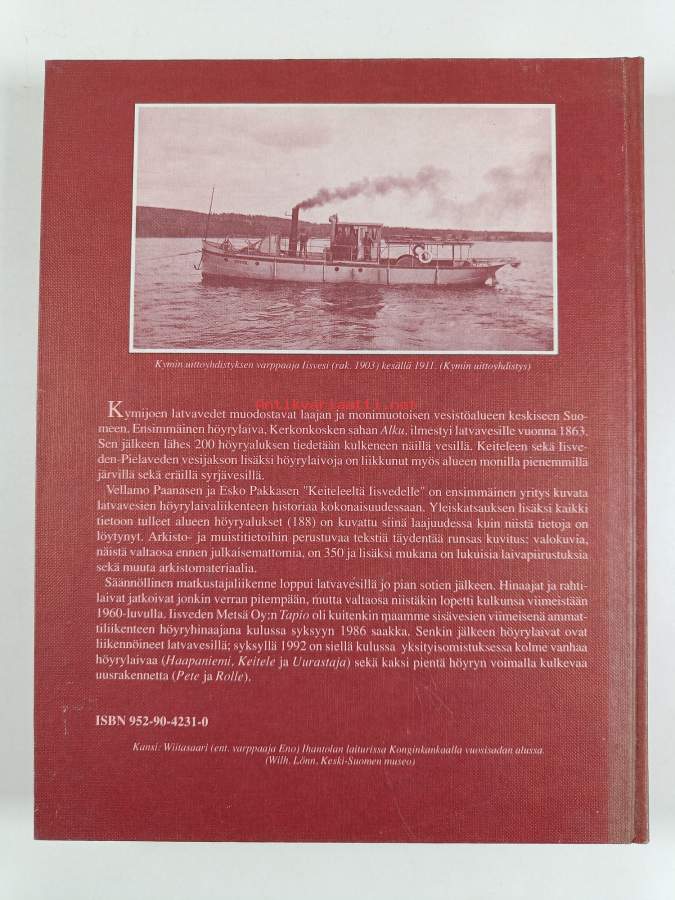 Kymin uittoyhdistyksen varppaaja Iisvesi (rak. 1903) kesällä 1911. (Kymin uittoyhdistys)
antiikkitalli.fi
Kymijoen latvavedet muodostavat laajan ja monimuotoisen vesistöalueen keskiseen Suo-
meen. Ensimmäinen höyrylaiva, Kerkonkosken sahan Alku, ilmestyi latvavesille vuonna 1863.
Sen jälkeen lähes 200 höyryaluksen tiedetään kulkeneen näillä vesillä. Keiteleen sekä Iisve-
den-Pielaveden vesijakson lisäksi höyrylaivoja on liikkunut myös alueen monilla pienemmillä
järvillä sekä eräillä syrjävesillä.
Vellamo Paanasen ja Esko Pakkasen "Keiteleeltä Iisvedelle" on ensimmäinen yritys kuvata
latvavesien höyrylaivaliikenteen historiaa kokonaisuudessaan. Yleiskatsauksen lisäksi kaikki
tietoon tulleet alueen höyryalukset (188) on kuvattu siinä laajuudessa kuin niistä tietoja on
löytynyt. Arkisto- ja muistitietoihin perustuvaa tekstiä täydentää runsas kuvitus; valokuvia,
näistä valtaosa ennen julkaisemattomia, on 350 ja lisäksi mukana on lukuisia laivapiirustuksia
sekä muuta arkistomateriaalia.
Säännöllinen matkustajaliikenne loppui latvavesillä jo pian sotien jälkeen. Hinaajat ja rahti-
laivat jatkoivat jonkin verran pitempään, mutta valtaosa niistäkin lopetti kulkunsa viimeistään
1960-luvulla. Iisveden Metsä Oy:n Tapio oli kuitenkin maamme sisävesien viimeisenä ammat-
tiliikenteen höyryhinaajana kulussa syksyyn 1986 saakka. Senkin jälkeen höyrylaivat ovat
liikennöineet latvavesillä; syksyllä 1992 on siellä kulussa yksityisomistuksessa kolme vanhaa
höyrylaivaa (Haapaniemi, Keitele ja Uurastaja) sekä kaksi pientä höyryn voimalla kulkevaa
uusrakennetta (Pete ja Rolle).
ISBN 952-90-4231-0
Kansi: Wiitasaari (ent. varppaaja Eno) Ihantolan laiturissa Konginkankaalla vuosisadan alussa.
(Wilh. Lönn, Keski-Suomen museo)